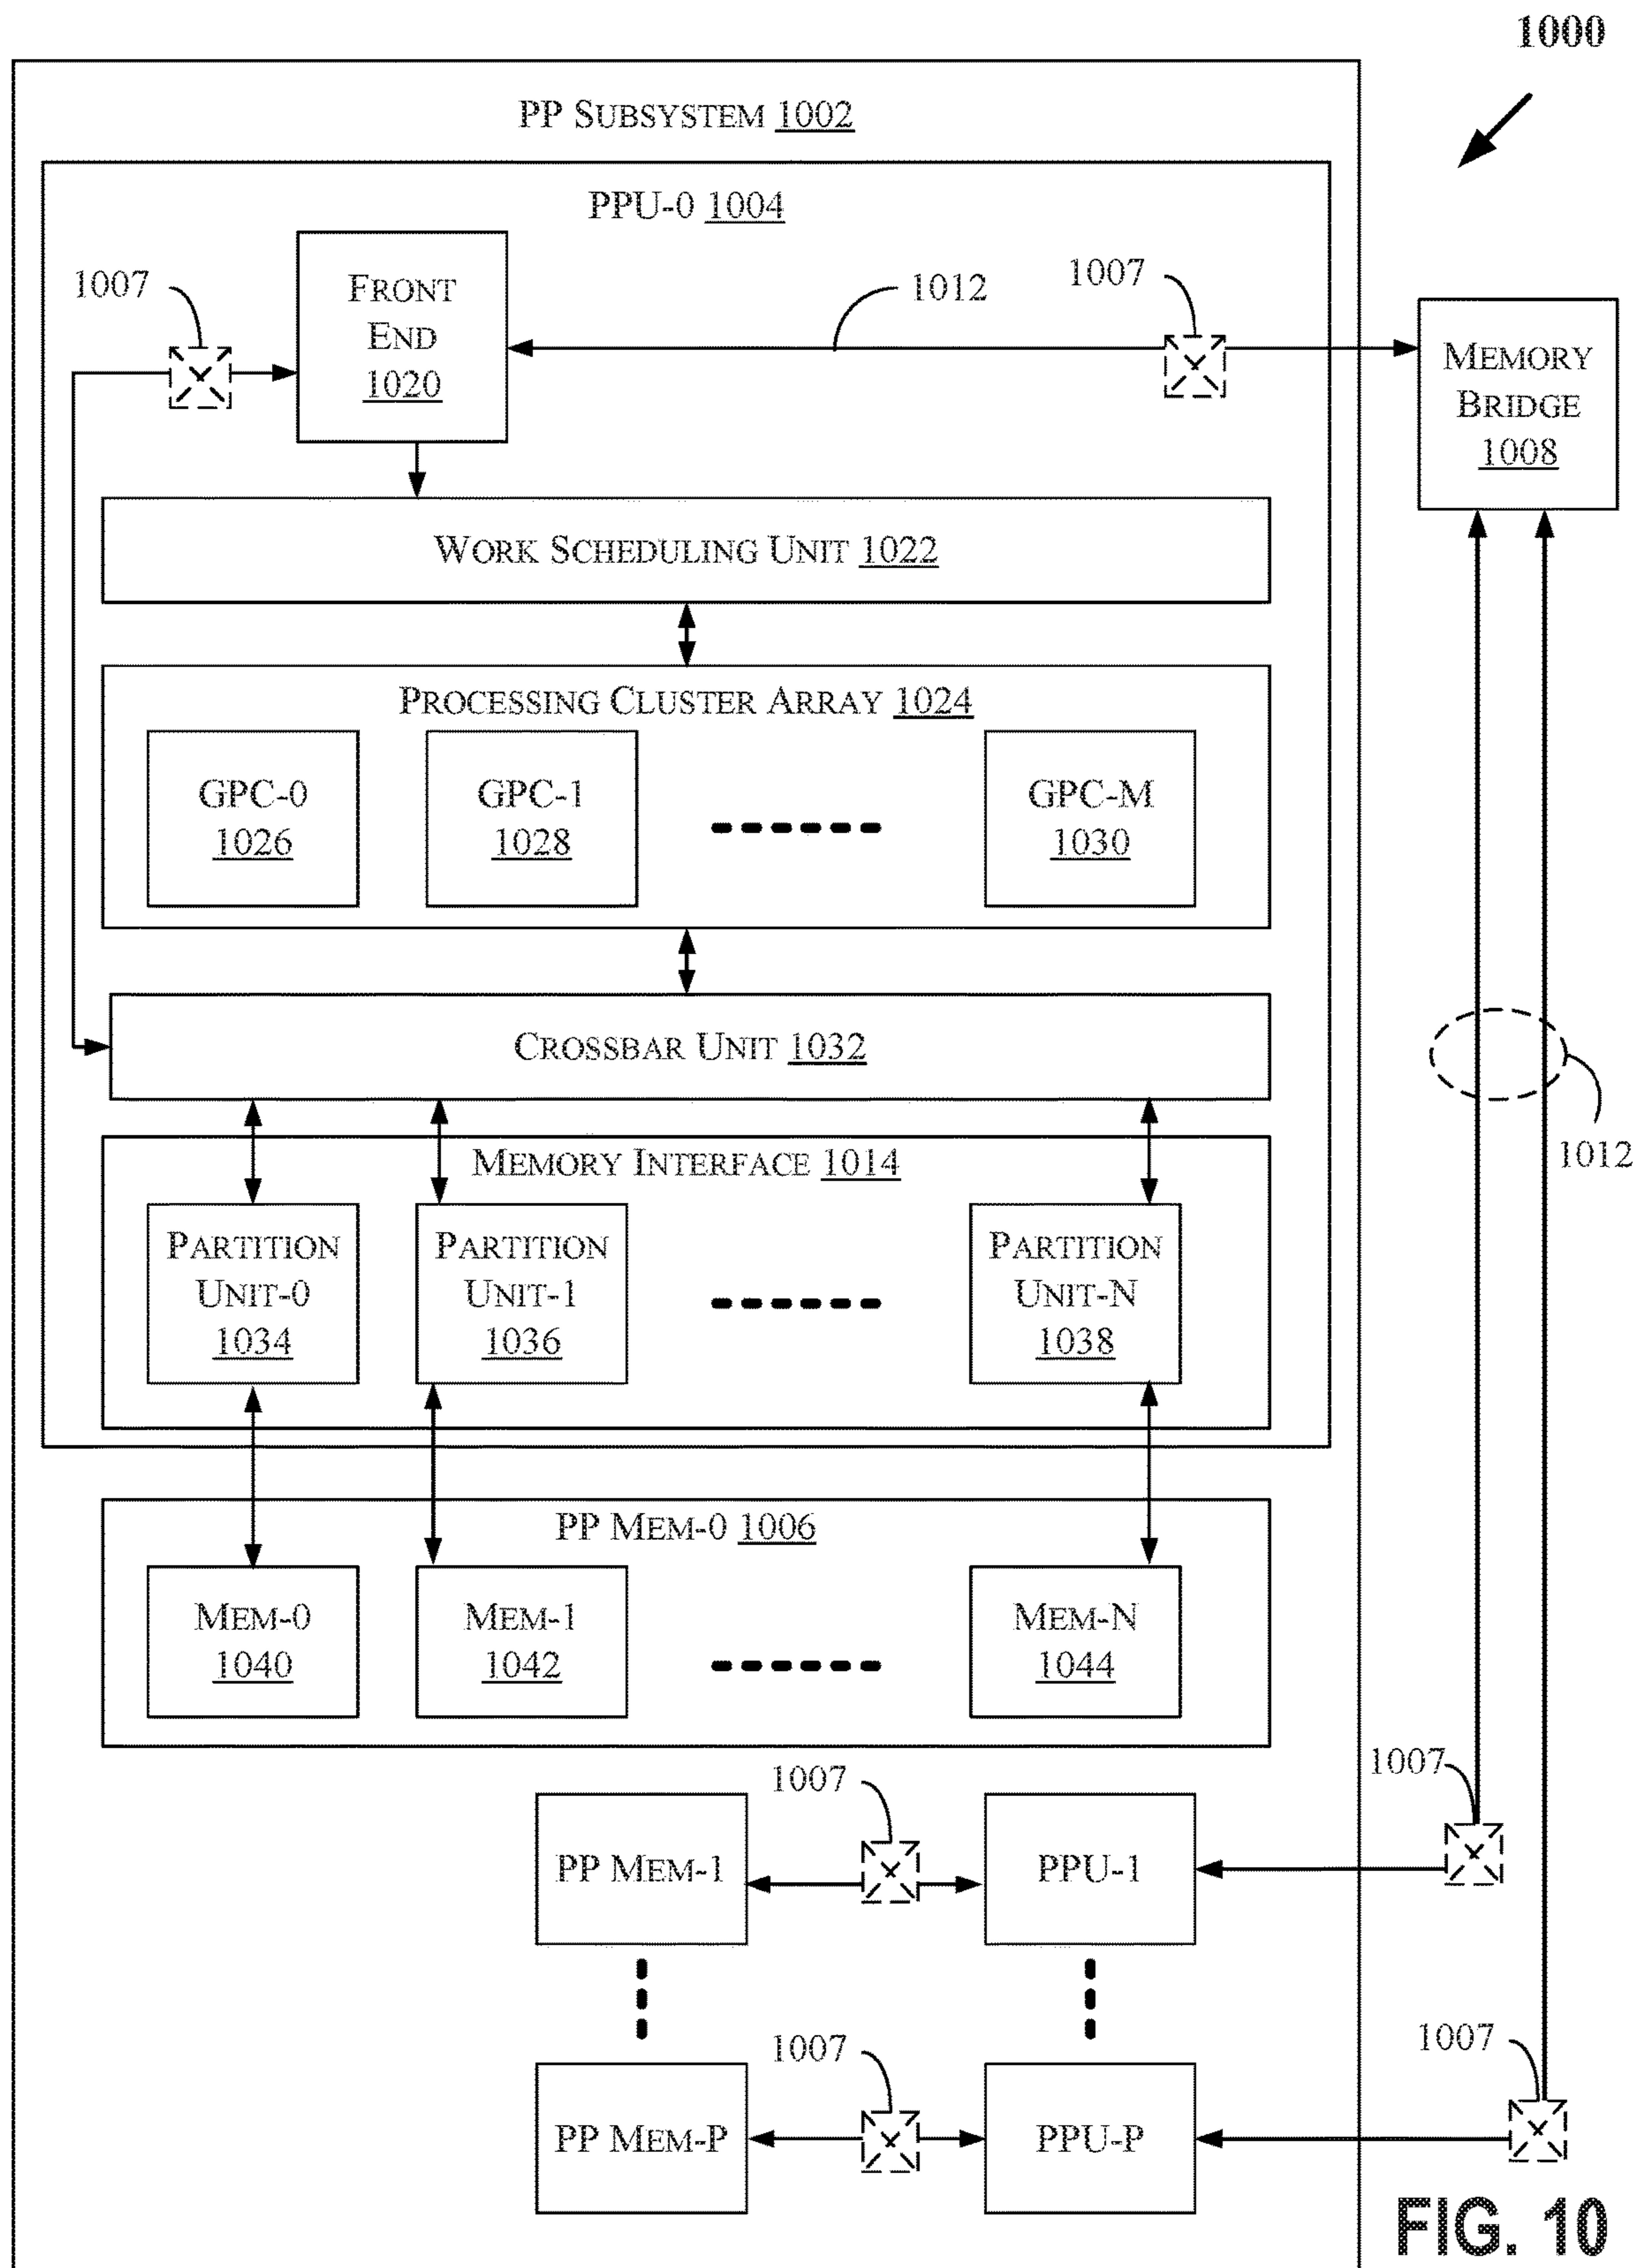 1000
PP SUBSYSTEM 1002
PPU-0 1004
1007
FRONT
END
1020
1012
1007
MEMORY
BRIDGE
1008
WORK SCHEDULING UNIT 1022
PROCESSING CLUSTER ARRAY 1024
GPC-0
1026
GPC-1
1028
GPC-M
1030
CROSSBAR UNIT 1032
1012
MEMORY INTERFACE 1014
PARTITION
UNIT-0
1034
PARTITION
UNIT-1
1036
PARTITION
UNIT-N
1038
PP MEM-0 1006
MEM-0
1040
MEM-1
1042
MEM-N
1044
1007
1007
PP MEM-1
PPU-1
1007
1007
PP MEM-P
PPU-P
FIG. 10